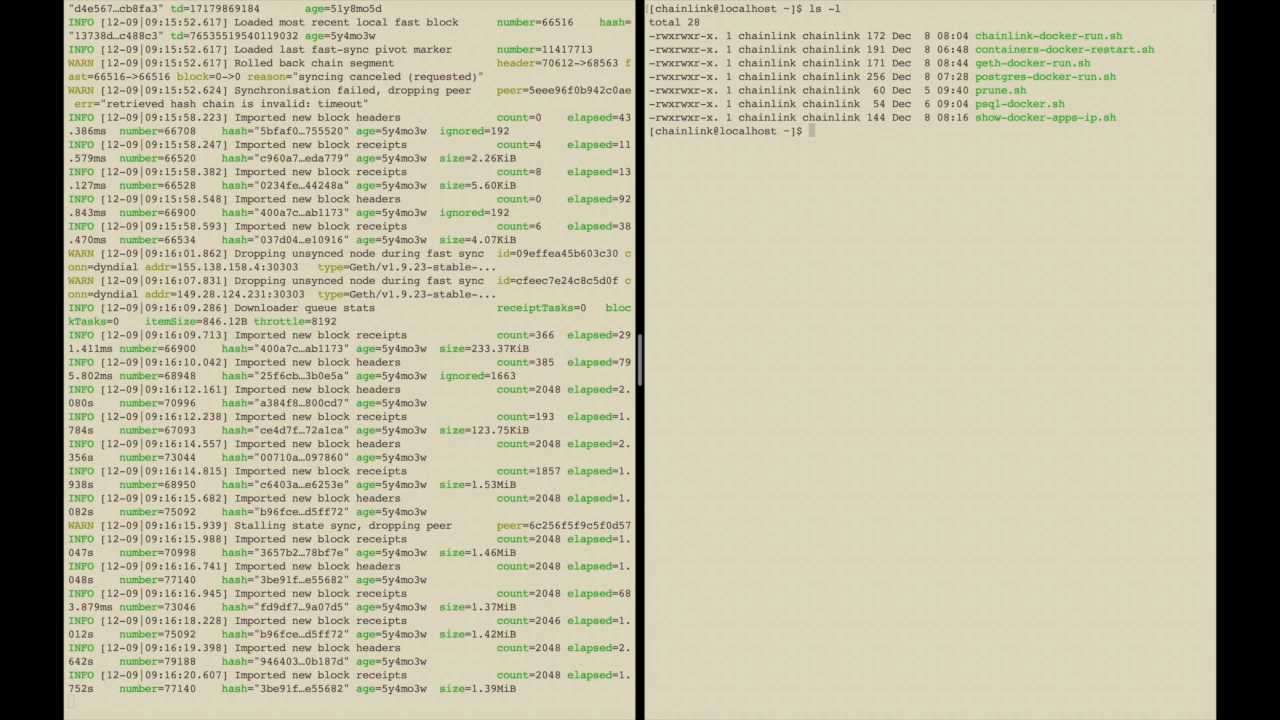 "d4e567…cb8fa3" td=17179869184       age=51y8mo5d
INFO [12-09|09:15:52.617] Loaded most recent local fast block      number=66516    hash=
"13738d…c488c3" td=76535519540119032 age=5y4mo3w
INFO [12-09|09:15:52.617] Loaded last fast-sync pivot marker       number=11417713
WARN [12-09|09:15:52.617] Rolled back chain segment                header=70612->68563 f
ast=66516->66516 block=0->0 reason="syncing canceled (requested)"
WARN [12-09|09:15:52.624] Synchronisation failed, dropping peer    peer=5eee96f0b942c0ae
 err="retrieved hash chain is invalid: timeout"
INFO [12-09|09:15:58.223] Imported new block headers               count=0    elapsed=43
.386ms number=66708    hash="5bfaf0…755520" age=5y4mo3w  ignored=192
INFO [12-09|09:15:58.247] Imported new block receipts              count=4    elapsed=11
.579ms number=66520    hash="c960a7…eda779" age=5y4mo3w  size=2.26KiB
INFO [12-09|09:15:58.382] Imported new block receipts              count=8    elapsed=13
.127ms number=66528    hash="0234fe…44248a" age=5y4mo3w  size=5.60KiB
INFO [12-09|09:15:58.548] Imported new block headers               count=0    elapsed=92
.843ms number=66900    hash="400a7c…ab1173" age=5y4mo3w  ignored=192
INFO [12-09|09:15:58.593] Imported new block receipts              count=6    elapsed=38
.470ms number=66534    hash="037d04…e10916" age=5y4mo3w  size=4.07KiB
WARN [12-09|09:16:01.862] Dropping unsynced node during fast sync  id=09effea45b603c30 c
onn=dyndial addr=155.138.158.4:30303   type=Geth/v1.9.23-stable-...
WARN [12-09|09:16:07.831] Dropping unsynced node during fast sync  id=cfeec7e24c8c5d0f c
onn=dyndial addr=149.28.124.231:30303  type=Geth/v1.9.23-stable-...
INFO [12-09|09:16:09.286] Downloader queue stats                   receiptTasks=0   bloc
kTasks=0    itemSize=846.12B throttle=8192
INFO [12-09|09:16:09.713] Imported new block receipts              count=366  elapsed=29
1.411ms number=66900    hash="400a7c…ab1173" age=5y4mo3w  size=233.37KiB
INFO [12-09|09:16:10.042] Imported new block headers               count=385  elapsed=79
5.802ms number=68948    hash="25f6cb…3b0e5a" age=5y4mo3w  ignored=1663
INFO [12-09|09:16:12.161] Imported new block headers               count=2048 elapsed=2.
080s    number=70996    hash="a384f8…800cd7" age=5y4mo3w
INFO [12-09|09:16:12.238] Imported new block receipts              count=193  elapsed=1.
784s    number=67093    hash="ce4d7f…72a1ca" age=5y4mo3w  size=123.75KiB
INFO [12-09|09:16:14.557] Imported new block headers               count=2048 elapsed=2.
356s    number=73044    hash="00710a…097860" age=5y4mo3w
INFO [12-09|09:16:14.815] Imported new block receipts              count=1857 elapsed=1.
938s    number=68950    hash="c6403a…e6253e" age=5y4mo3w  size=1.53MiB
INFO [12-09|09:16:15.682] Imported new block headers               count=2048 elapsed=1.
082s    number=75092    hash="b96fce…d5ff72" age=5y4mo3w
WARN [12-09|09:16:15.939] Stalling state sync, dropping peer       peer=6c256f5f9c5f0d57
INFO [12-09|09:16:15.988] Imported new block receipts              count=2048 elapsed=1.
047s    number=70998    hash="3657b2…78bf7e" age=5y4mo3w  size=1.46MiB
INFO [12-09|09:16:16.741] Imported new block headers               count=2048 elapsed=1.
048s    number=77140    hash="3be91f…e55682" age=5y4mo3w
INFO [12-09|09:16:16.945] Imported new block receipts              count=2048 elapsed=68
3.879ms number=73046    hash="fd9df7…9a07d5" age=5y4mo3w  size=1.37MiB
INFO [12-09|09:16:18.228] Imported new block receipts              count=2046 elapsed=1.
012s    number=75092    hash="b96fce…d5ff72" age=5y4mo3w  size=1.42MiB
INFO [12-09|09:16:19.398] Imported new block headers               count=2048 elapsed=2.
642s    number=79188    hash="946403…0b187d" age=5y4mo3w
INFO [12-09|09:16:20.607] Imported new block receipts              count=2048 elapsed=1.
752s    number=77140    hash="3be91f…e55682" age=5y4mo3w  size=1.39MiB
[[chainlink@localhost ~]$ ls -l ]
total 28
-rwxrwxr-x. 1 chainlink chainlink 172 Dec  8 08:04 chainlink-docker-run.sh
-rwxrwxr-x. 1 chainlink chainlink 191 Dec  8 06:48 containers-docker-restart.sh
-rwxrwxr-x. 1 chainlink chainlink 171 Dec  8 08:44 geth-docker-run.sh
-rwxrwxr-x. 1 chainlink chainlink 256 Dec  8 07:28 postgres-docker-run.sh
-rwxrwxr-x. 1 chainlink chainlink  60 Dec  5 09:40 prune.sh
-rwxrwxr-x. 1 chainlink chainlink  54 Dec  6 09:04 psql-docker.sh
-rwxrwxr-x. 1 chainlink chainlink 144 Dec  8 08:16 show-docker-apps-ip.sh
[chainlink@localhost ~]$